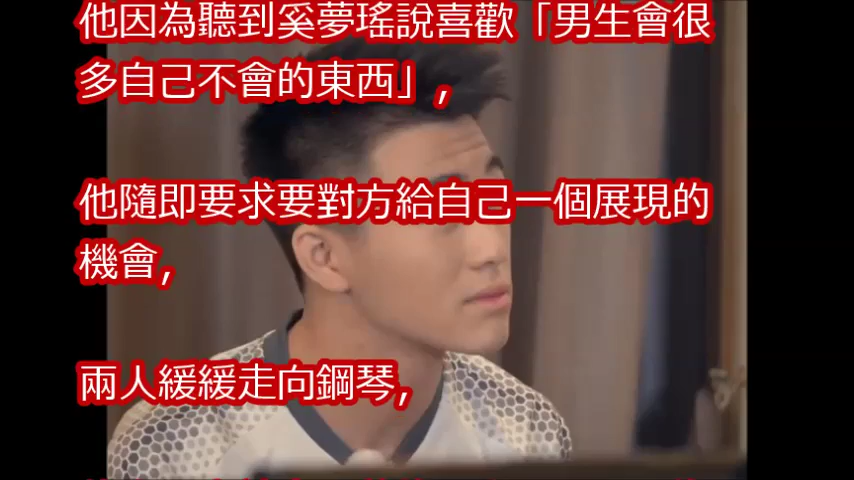 他因為聽到奚夢瑤說喜歡「男生會很
多自己不會的東西」,
他隨即要求要對方給自己一個展現的
機會,
兩人緩緩走向鋼琴,